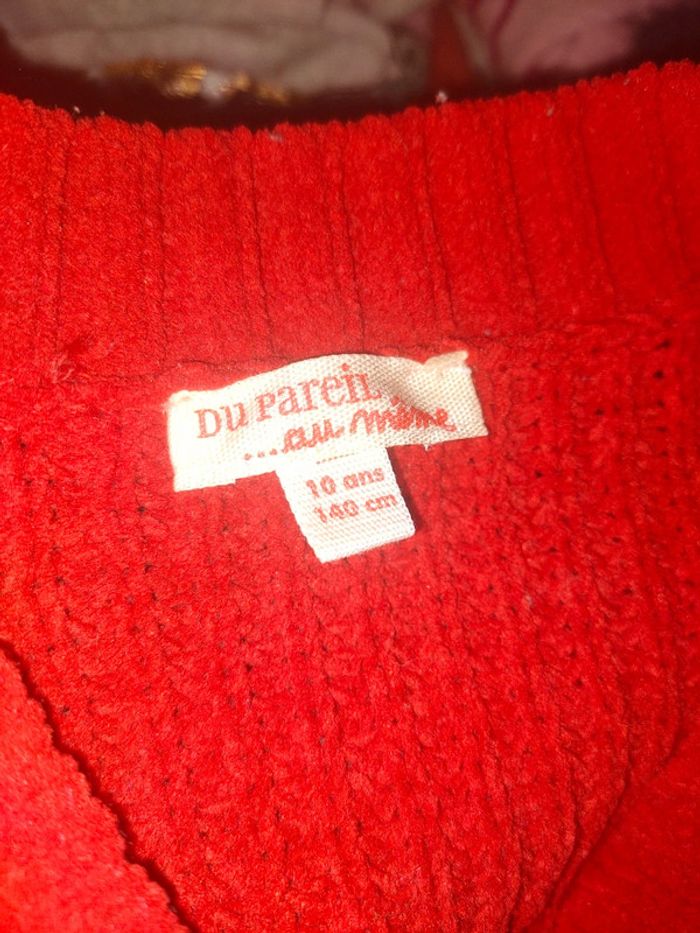 DU PAREIL
...au même
10 ans
140 cm